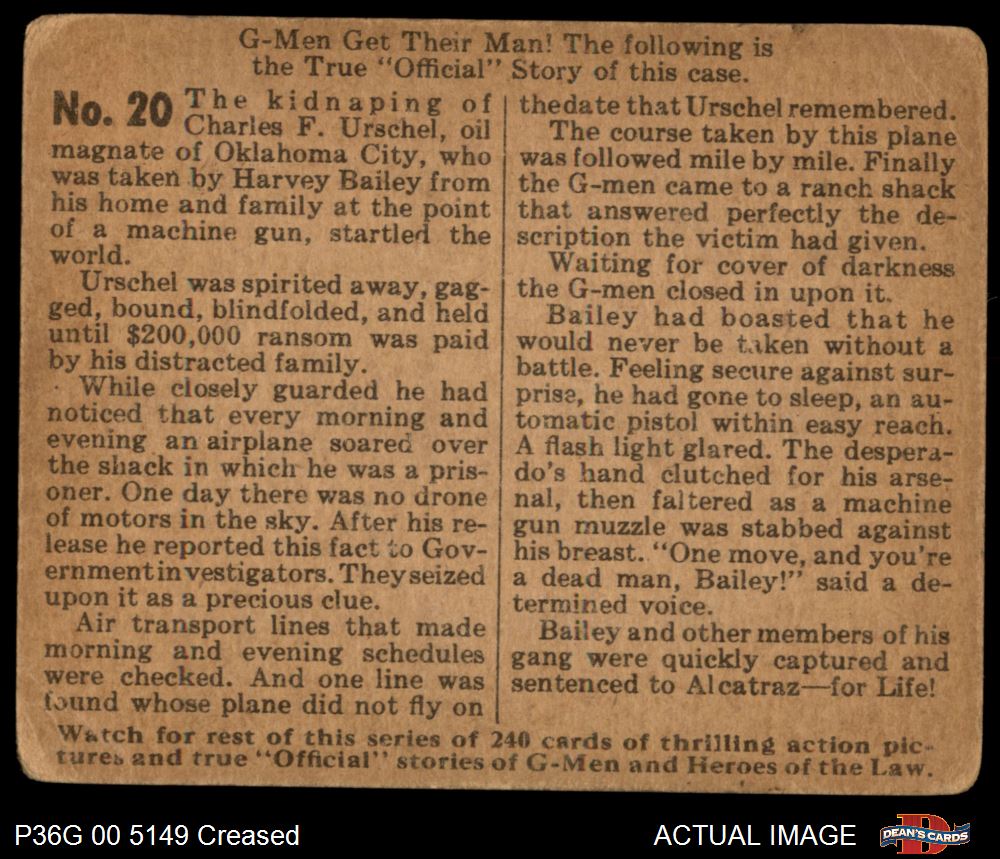 G-Men Get Their Man! The following is
the True "Official" Story of this case.
No. 20 The kidnaping of
Charles F. Urschel, oil
magnate of Oklahoma City, who
was taken by Harvey Bailey from
his home and family at the point
of a machine gun, startled the
world.
Urschel was spirited away, gag-
ged, bound, blindfolded, and held
until $200,000 ransom was paid
by his distracted family.
While closely guarded he had
noticed that every morning and
evening an airplane soared over
the shack in which he was a pris-
oner. One day there was no drone
of motors in the sky. After his re-
lease he reported this fact to Gov-
ernment investigators. They seized
upon it as a precious clue.
Air transport lines that made
morning and evening schedules
were checked. And one line was
found whose plane did not fly on
the date that Urschel remembered.
The course taken by this plane
was followed mile by mile. Finally
the G-men came to a ranch shack
that answered perfectly the de-
scription the victim had given.
Waiting for cover of darkness
the G-men closed in upon it.
Bailey had boasted that he
would never be taken without a
battle. Feeling secure against sur-
prise, he had gone to sleep, an au-
tomatic pistol within easy reach.
A flash light glared. The despera-
do's hand clutched for his arse-
nal, then faltered as a machine
gun muzzle was stabbed against
his breast. "One move, and you're
a dead man, Bailey!" said a de-
termined voice.
Bailey and other members of his
gang were quickly captured and
sentenced to Alcatraz—for Life!
Watch for rest of this series of 240 cards of thrilling action pic-
tures and true "Official" stories of G-Men and Heroes of the Law.
P36G 00 5149 Creased
ACTUAL IMAGE
D
DEAN'S CARDS